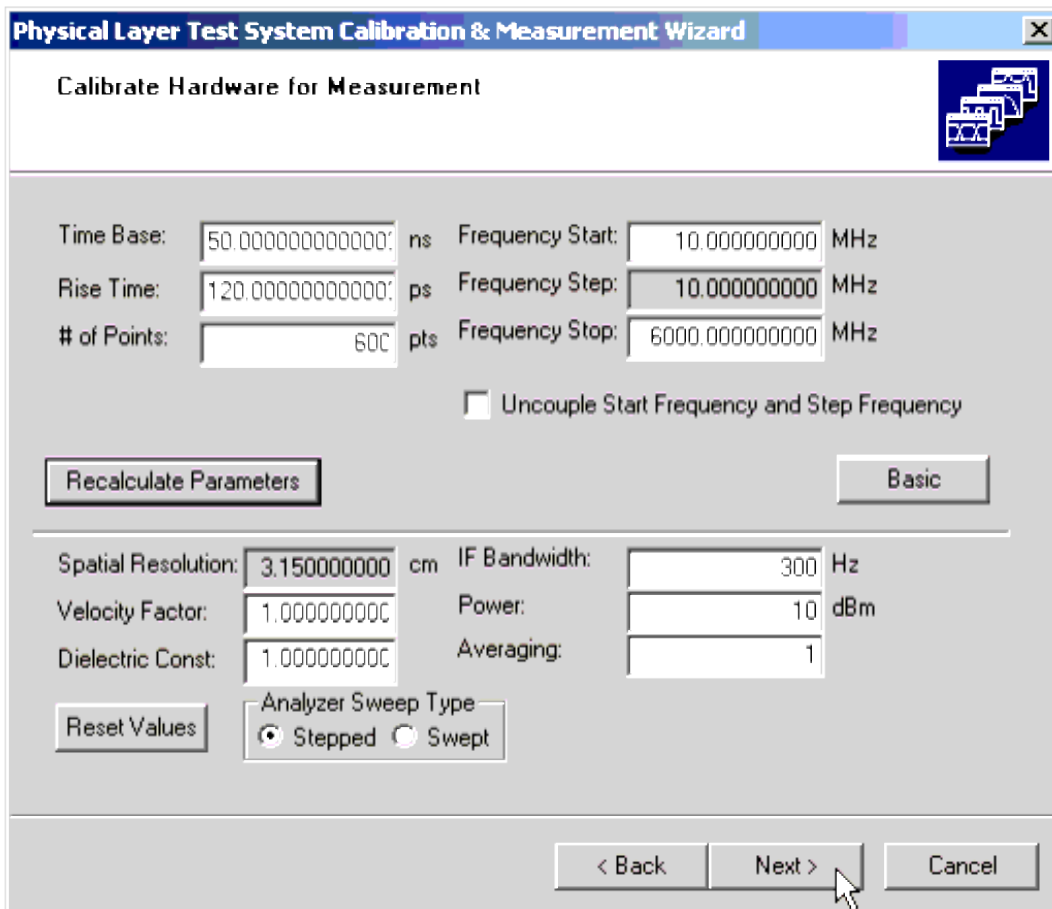 Physical Layer Test System Calibration & Measurement Wizard
Calibrate Hardware for Measurement
Time Base: 50.0000000000000 ns Frequency Start: 10.000000000 MHz
Rise Time: 120.000000000000 ps Frequency Step: 10.000000000 MHz
# of Points: 600 pts Frequency Stop: 6000.000000000 MHz
Uncouple Start Frequency and Step Frequency
Recalculate Parameters Basic
Spatial Resolution: 3.150000000 cm IF Bandwidth: 300 Hz
Velocity Factor: 1.000000000 Power: 10 dBm
Dielectric Const: 1.000000000 Averaging: 1
Analyzer Sweep Type
Reset Values Stepped Swept
< Back Next > Cancel